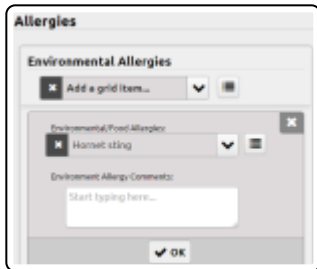 Allergies
Environmental Allergies
Add a grid item...
Environmental/Food Allergies:
Hornet sting
Environment Allergy Comments:
Start typing here...
OK